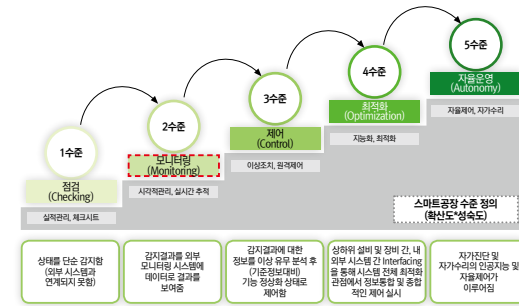 5수준
자율운영
(Autonomy)
자율제어, 자가수리
4수준
최적화
(Optimization)
지능화, 최적화
3수준
제어
(Control)
이상조치, 원격제어
2수준
모니터링
(Monitoring)
시각적관리, 실시간 추적
1수준
점검
(Checking)
실적관리, 체크시트
스마트공장 수준 정의
(확산도*성숙도)
상태를 단순 감지함
(외부 시스템과
연계되지 못함)
감지결과를 외부
모니터링 시스템에
데이터로 결과를
보여줌
감지결과에 대한
정보를 이상 유무 분석 후
(기준정보대비)
기능 정상화 상태로
제어함
상하위 설비 및 장비 간, 내
외부 시스템 간 Interfacing
을 통해 시스템 전체 최적화
관점에서 정보통합 및 종합
적인 제어 실시
자가진단 및
자가수리의 인공지능 및
자율제어가
이루어짐